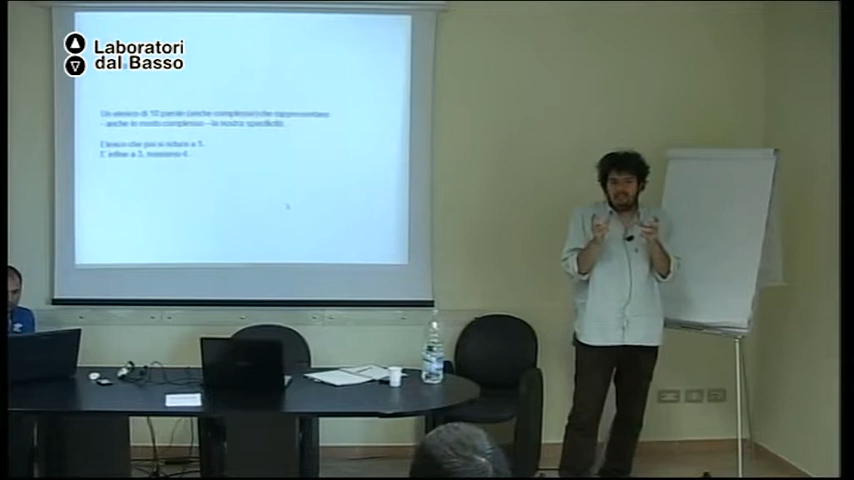 Laboratori
dal Basso
Un elenco di 10 parole (anche complesse) che rappresentano
- anche in modo complesso – la nostra specificità.
Elenco che poi si riduce a 5.
E infine a 3, massimo 4.